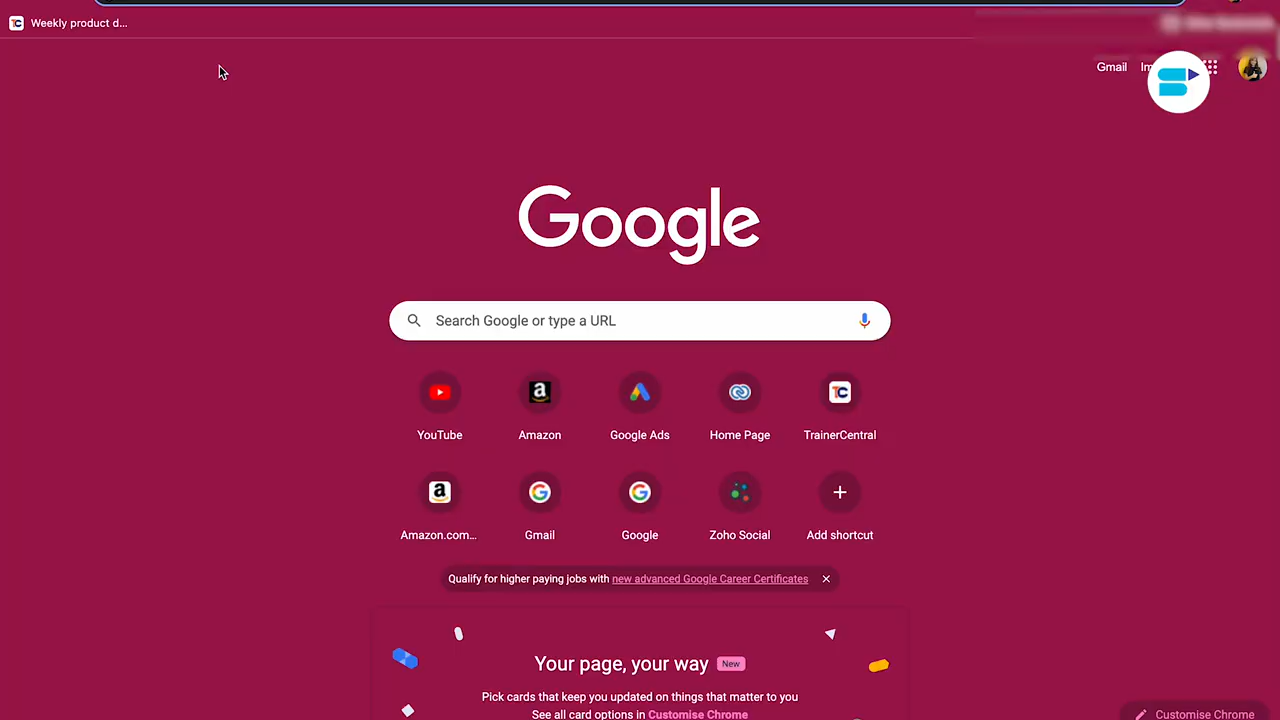 Weekly product d...
Gmail
Google
Search Google or type a URL
YouTube
Amazon
Google Ads
Home Page
TrainerCentral
Amazon.com...
Gmail
Google
Zoho Social
Add shortcut
Qualify for higher paying jobs with new advanced Google Career Certificates
Your page, your way New
Pick cards that keep you updated on things that matter to you
See all card options in Customise Chrome
Customise Chrome